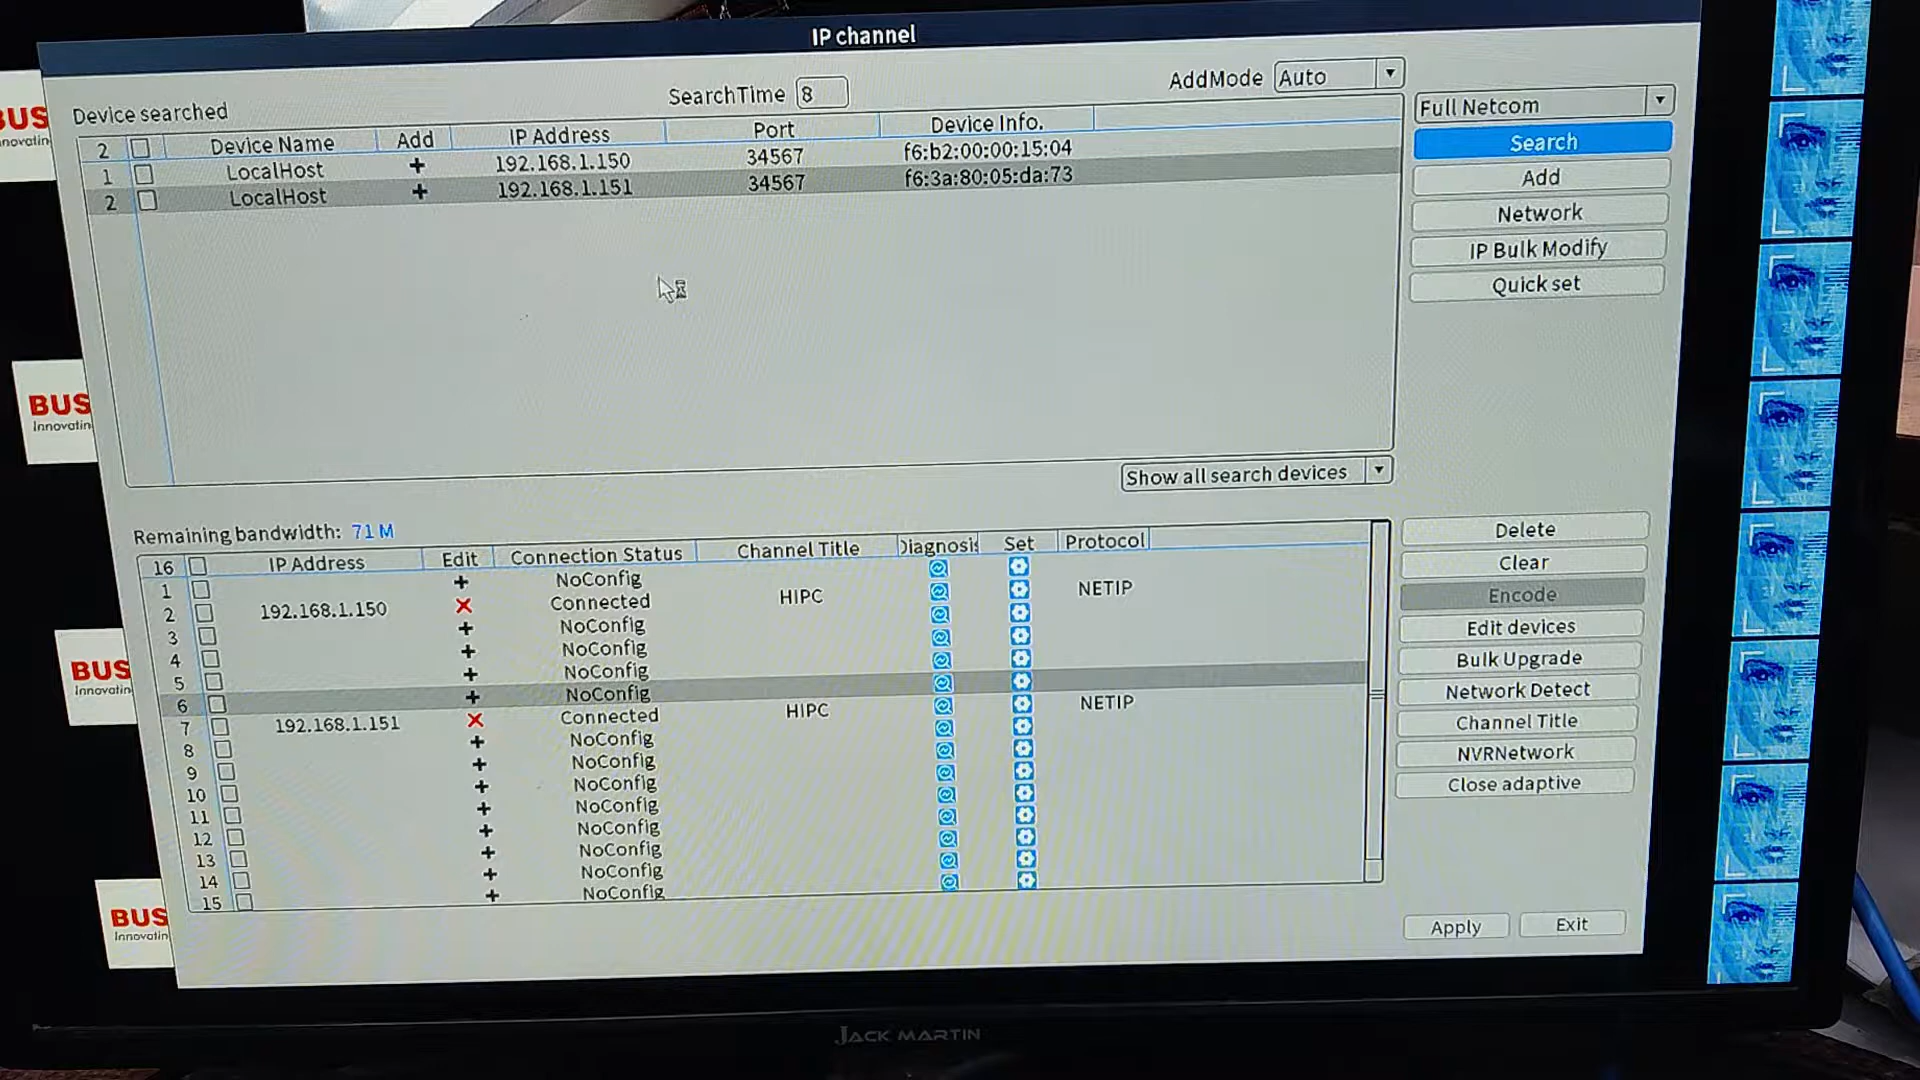 IP channel
Device searched
SearchTime 8
AddMode Auto
2 Device Name Add IP Address Port Device Info.
1 LocalHost + 192.168.1.150 34567 f6:b2:00:00:15:04
2 LocalHost + 192.168.1.151 34567 f6:3a:80:05:da:73
Full Netcom
Search
Add
Network
IP Bulk Modify
Quick set
Show all search devices
Remaining bandwidth: 71 M
16 IP Address Edit Connection Status Channel Title Diagnosis Set Protocol
1 + NoConfig
2 192.168.1.150 × Connected HIPC NETIP
3 + NoConfig
4 + NoConfig
5 + NoConfig
6 + NoConfig
7 192.168.1.151 × Connected HIPC NETIP
8 + NoConfig
9 + NoConfig
10 + NoConfig
11 + NoConfig
12 + NoConfig
13 + NoConfig
14 + NoConfig
15 + NoConfig
Delete
Clear
Encode
Edit devices
Bulk Upgrade
Network Detect
Channel Title
NVRNetwork
Close adaptive
Apply
Exit
BUS
Innovatin
BUS
Innovatin
BUS
Innovatin
BUS
Innovatin
JACK MARTIN